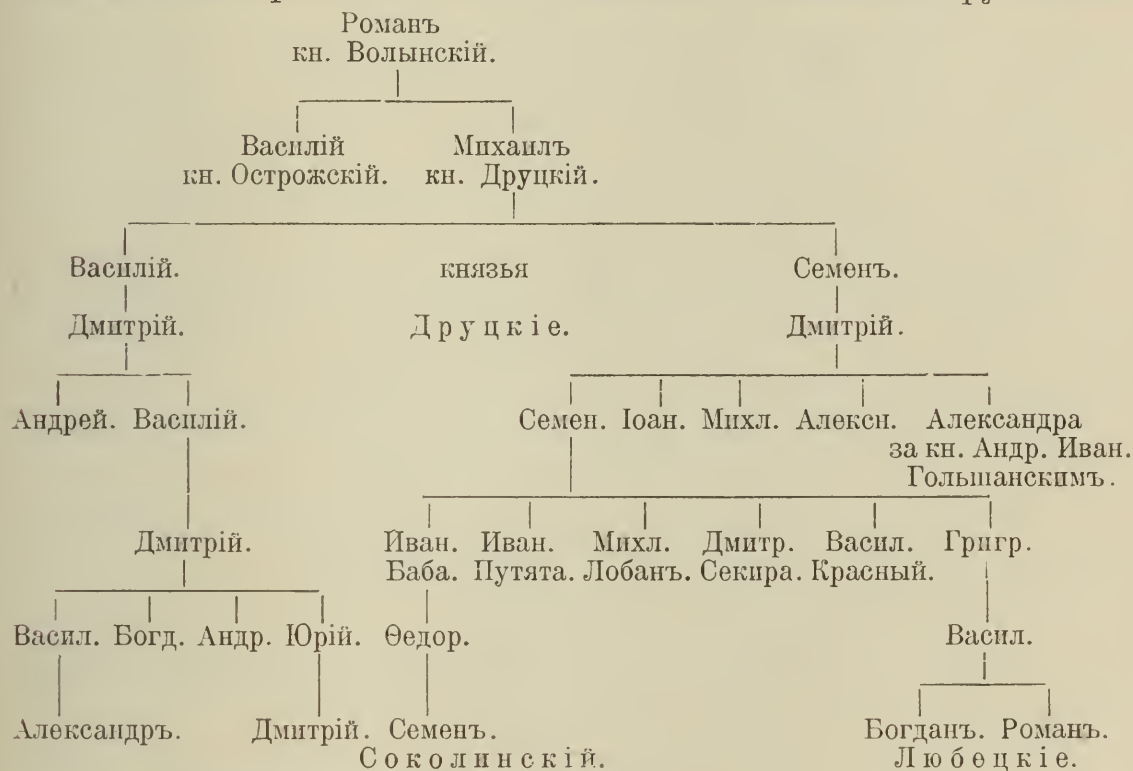 Романъ
кн. Волынскій.
Василій Михаилъ
кн. Острожскій. кн. Друцкій.
Василій. князья Семенъ.
Дмитрій. Друцкіе. Дмитрій.
Андрей. Василій. Семен. Іоан. Михл. Алексн. Александра
за кн. Андр. Иван.
Гольшанскимъ.
Дмитрій. Иван. Иван. Михл. Дмитр. Васил. Григр.
Баба. Путята. Лобанъ. Секира. Красный.
Васил. Богд. Андр. Юрій. Ѳедор. Васил.
Александръ. Дмитрій. Семенъ. Богданъ. Романъ.
Соколинскій. Любецкіе.